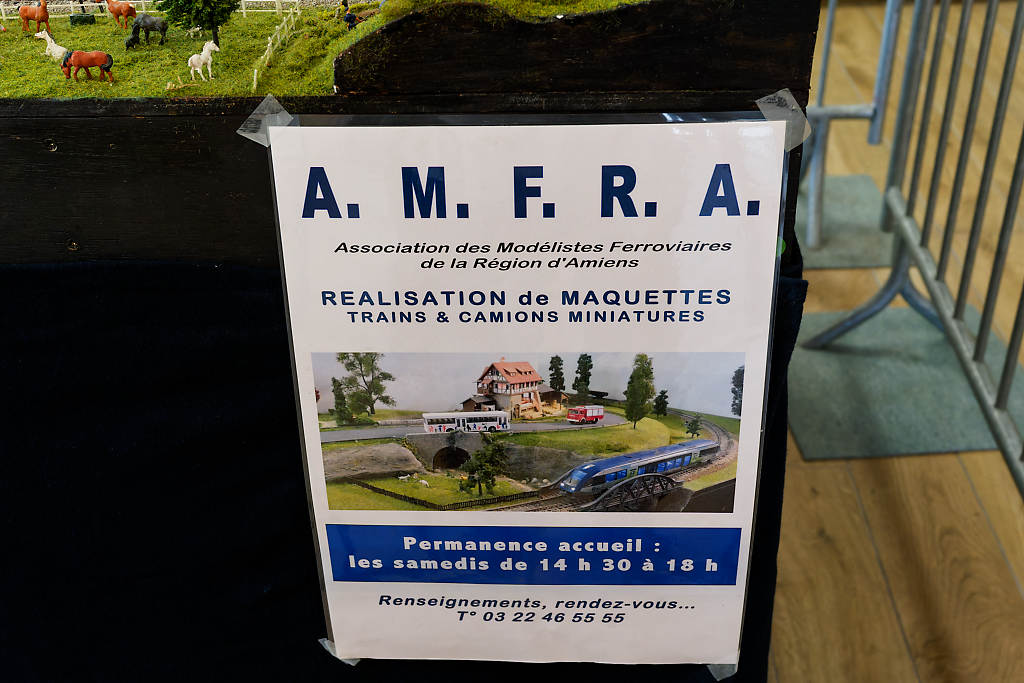 A. M. F. R. A.
Association des Modélistes Ferroviaires
de la Région d'Amiens
REALISATION de MAQUETTES
TRAINS & CAMIONS MINIATURES
Permanence accueil :
les samedis de 14 h 30 à 18 h
Renseignements, rendez-vous...
T° 03 22 46 55 55